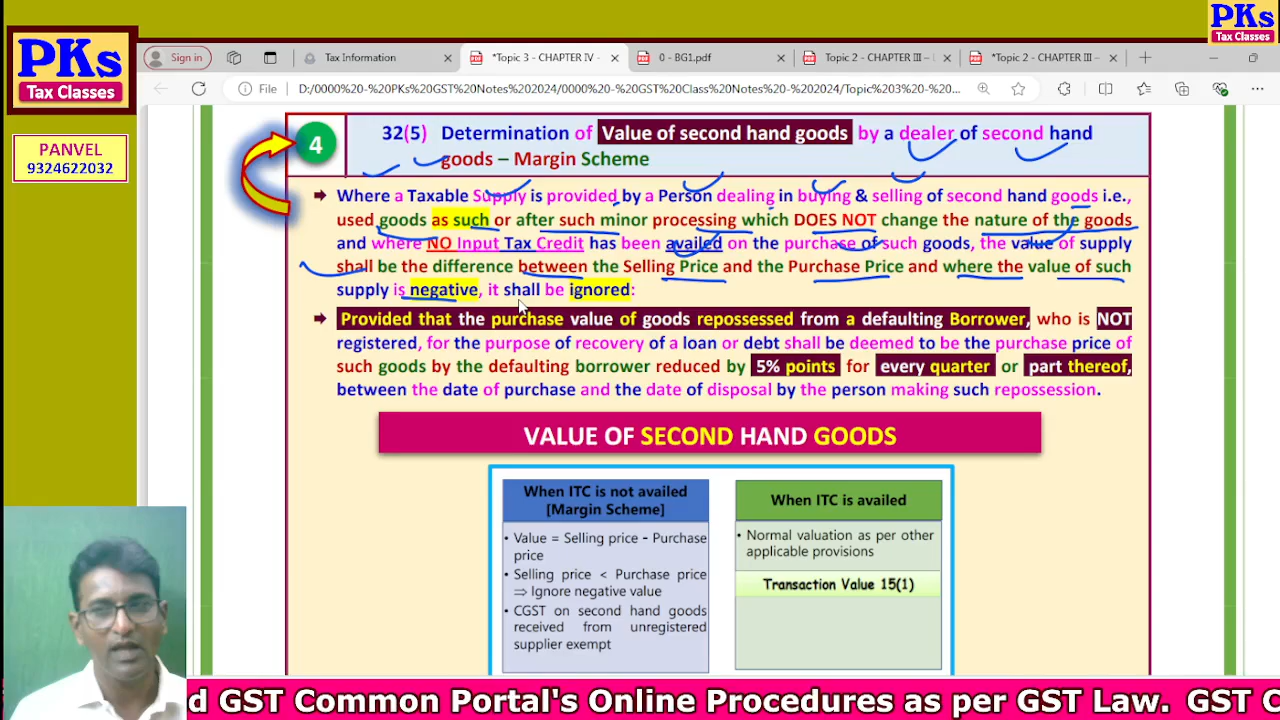 PKs
Tax Classes
PKs
Tax Classes
PANVEL
9324622032
Sign in
Tax Information
*Topic 3 - CHAPTER IV -
0 - BG1.pdf
Topic 2 - CHAPTER III – L
*Topic 2 - CHAPTER III –
File
D:/0000%20-%20PKs%20GST%20Notes%202024/0000%20-%20GST%20Class%20Notes%202024/Topic%203%20-%20...
4
32(5) Determination of Value of second hand goods by a dealer of second hand
goods – Margin Scheme
Where a Taxable Supply is provided by a Person dealing in buying & selling of second hand goods i.e.,
used goods as such or after such minor processing which DOES NOT change the nature of the goods
and where NO Input Tax Credit has been availed on the purchase of such goods, the value of supply
shall be the difference between the Selling Price and the Purchase Price and where the value of such
supply is negative, it shall be ignored:
Provided that the purchase value of goods repossessed from a defaulting Borrower, who is NOT
registered, for the purpose of recovery of a loan or debt shall be deemed to be the purchase price of
such goods by the defaulting borrower reduced by 5% points for every quarter or part thereof,
between the date of purchase and the date of disposal by the person making such repossession.
VALUE OF SECOND HAND GOODS
When ITC is not availed
[Margin Scheme]
• Value = Selling price - Purchase
price
• Selling price < Purchase price
⇒ Ignore negative value
• CGST on second hand goods
received from unregistered
supplier exempt
When ITC is availed
• Normal valuation as per other
applicable provisions
Transaction Value 15(1)
d GST Common Portal's Online Procedures as per GST Law. GST C